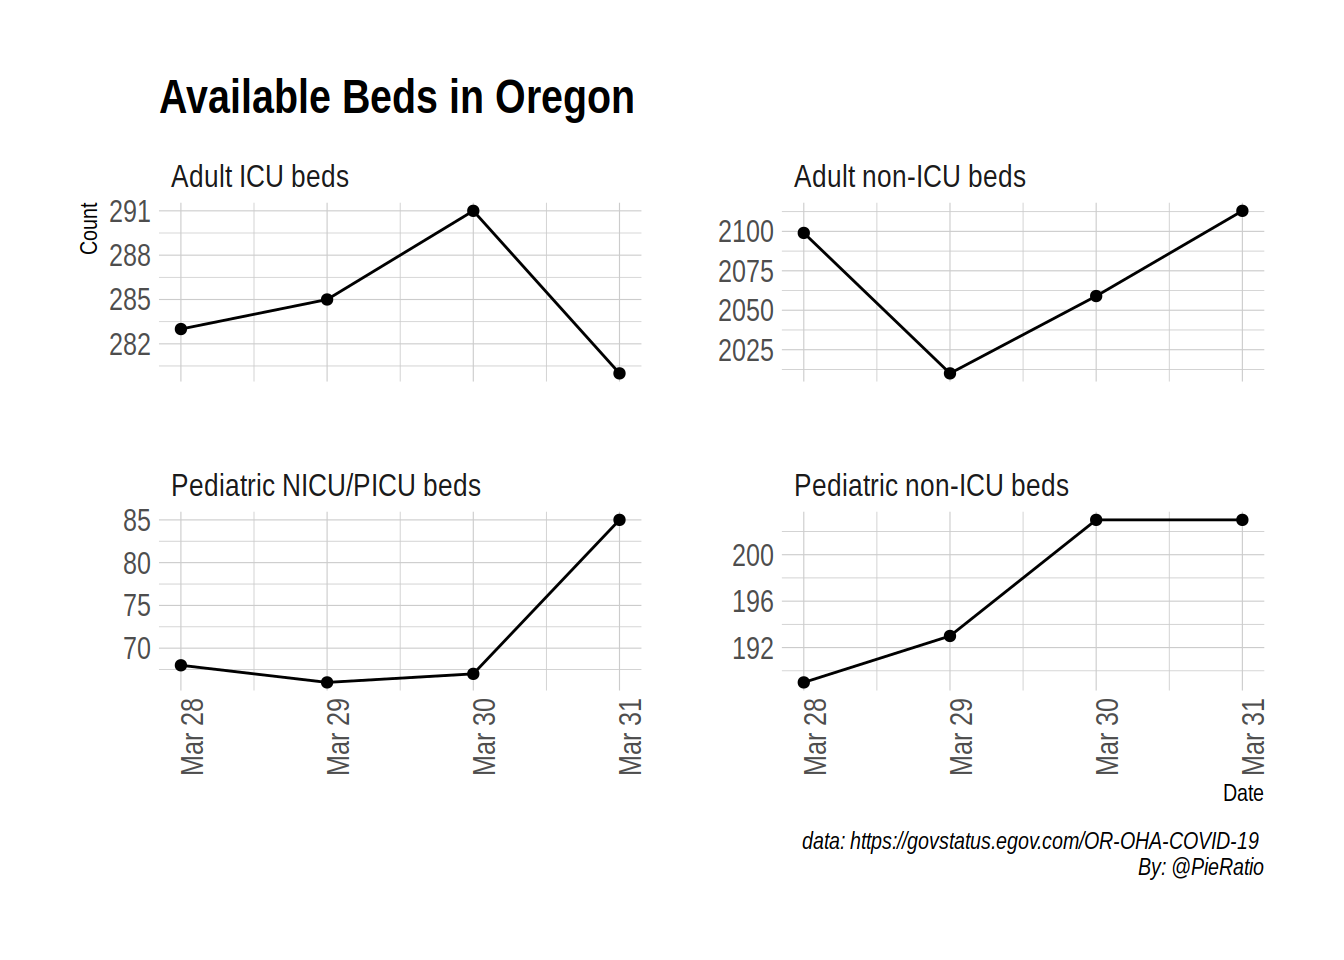 Available Beds in Oregon
Adult ICU beds
Adult non-ICU beds
Count
291
288
285
282
2100
2075
2050
2025
Pediatric NICU/PICU beds
Pediatric non-ICU beds
85
80
75
70
200
196
192
Mar 28
Mar 29
Mar 30
Mar 31
Mar 28
Mar 29
Mar 30
Mar 31
Date
data: https://govstatus.egov.com/OR-OHA-COVID-19
By: @PieRatio